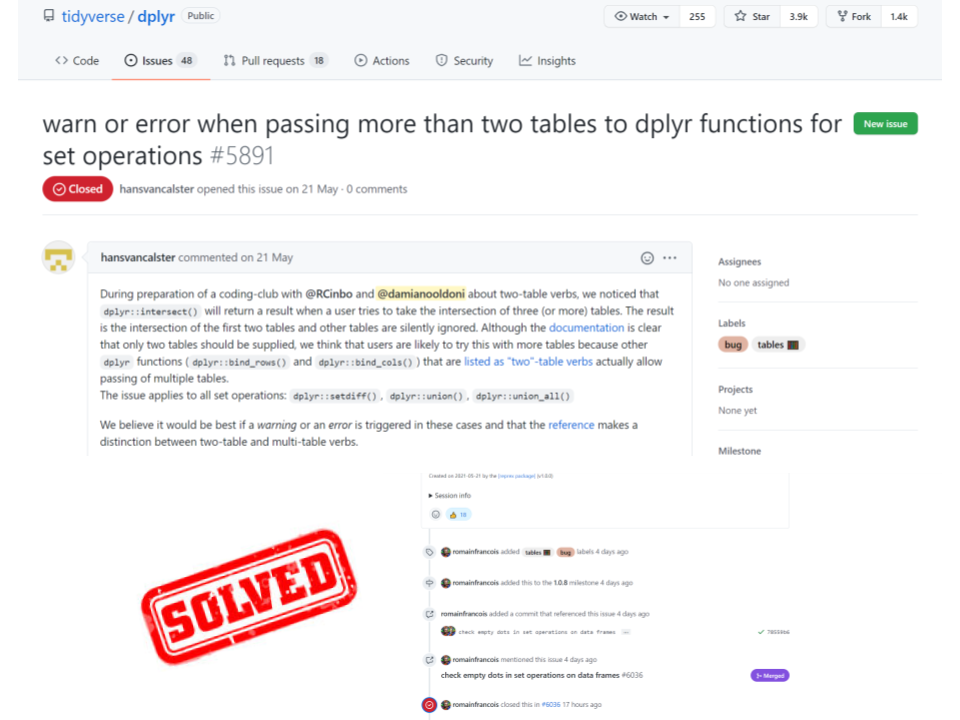 tidyverse / dplyr Public
Watch 255 Star 3.9k Fork 1.4k
Code Issues 48 Pull requests 18 Actions Security Insights
warn or error when passing more than two tables to dplyr functions for
set operations #5891
New issue
Closed hansvancalster opened this issue on 21 May · 0 comments
hansvancalster commented on 21 May
During preparation of a coding-club with @RCinbo and @damianooldoni about two-table verbs, we noticed that
dplyr::intersect() will return a result when a user tries to take the intersection of three (or more) tables. The result
is the intersection of the first two tables and other tables are silently ignored. Although the documentation is clear
that only two tables should be supplied, we think that users are likely to try this with more tables because other
dplyr functions ( dplyr::bind_rows() and dplyr::bind_cols() ) that are listed as "two"-table verbs actually allow
passing of multiple tables.
The issue applies to all set operations: dplyr::setdiff() , dplyr::union() , dplyr::union_all()
We believe it would be best if a warning or an error is triggered in these cases and that the reference makes a
distinction between two-table and multi-table verbs.
Assignees
No one assigned
Labels
bug tables
Projects
None yet
Milestone
Created on 2021-05-21 by the reprex package
Session info
SOLVED
romainfrancois added tables bug labels 4 days ago
romainfrancois added this to the 1.0.8 milestone 4 days ago
romainfrancois added a commit that referenced this issue 4 days ago
check empty dots in set operations on data frames
romainfrancois mentioned this issue 4 days ago
check empty dots in set operations on data frames #6036
Merged
romainfrancois closed this in #6036 17 hours ago